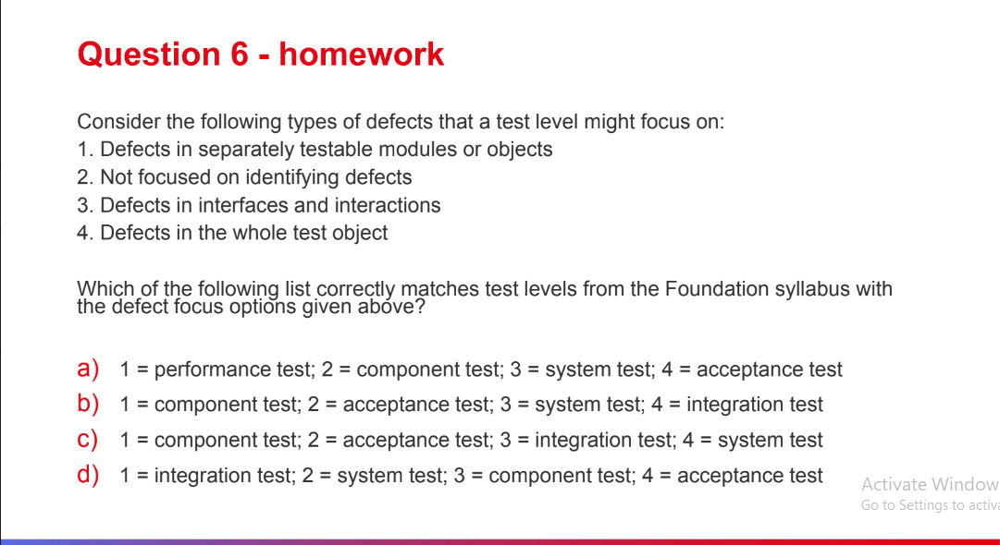 Question 6 - homework
Consider the following types of defects that a test level might focus on:
1. Defects in separately testable modules or objects
2. Not focused on identifying defects
3. Defects in interfaces and interactions
4. Defects in the whole test object
Which of the following list correctly matches test levels from the Foundation syllabus with
the defect focus options given above?
a) 1 = performance test; 2 = component test; 3 = system test; 4 = acceptance test
b) 1 = component test; 2 = acceptance test; 3 = system test; 4 = integration test
c) 1 = component test; 2 = acceptance test; 3 = integration test; 4 = system test
d) 1 = integration test; 2 = system test; 3 = component test; 4 = acceptance test
Activate Window
Go to Settings to activa